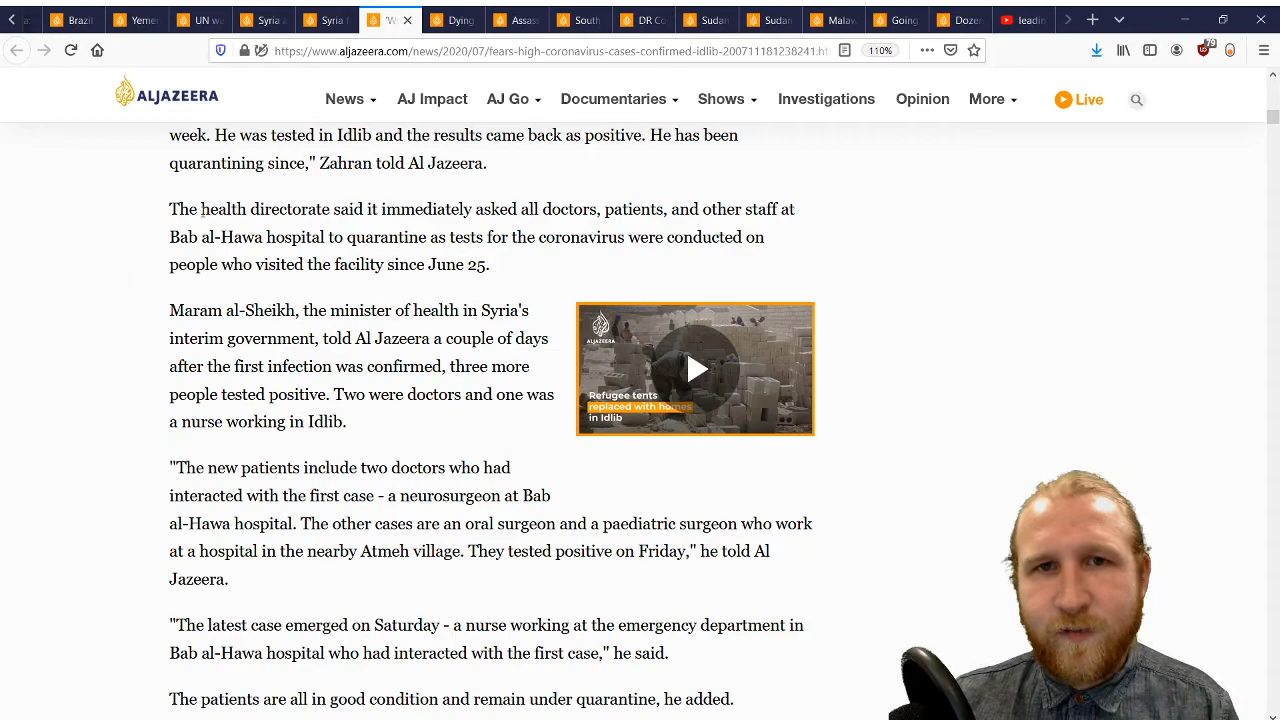 Brazil
Yemer
UN wa
Syria a
Syria f
'W
Dying
Assass
South
DR Co
Sudan
Sudan
Malaw
Going
Dozen
leadin
https://www.aljazeera.com/news/2020/07/fears-high-coronavirus-cases-confirmed-idlib-200711181238241.ht
110%
79
ALJAZEERA
News
AJ Impact
AJ Go
Documentaries
Shows
Investigations
Opinion
More
Live
week. He was tested in Idlib and the results came back as positive. He has been
quarantining since," Zahran told Al Jazeera.
The health directorate said it immediately asked all doctors, patients, and other staff at
Bab al-Hawa hospital to quarantine as tests for the coronavirus were conducted on
people who visited the facility since June 25.
Maram al-Sheikh, the minister of health in Syria's
interim government, told Al Jazeera a couple of days
after the first infection was confirmed, three more
people tested positive. Two were doctors and one was
a nurse working in Idlib.
ALJAZEERA
Refugee tents
replaced with homes
in Idlib
"The new patients include two doctors who had
interacted with the first case - a neurosurgeon at Bab
al-Hawa hospital. The other cases are an oral surgeon and a paediatric surgeon who work
at a hospital in the nearby Atmeh village. They tested positive on Friday," he told Al
Jazeera.
"The latest case emerged on Saturday - a nurse working at the emergency department in
Bab al-Hawa hospital who had interacted with the first case," he said.
The patients are all in good condition and remain under quarantine, he added.